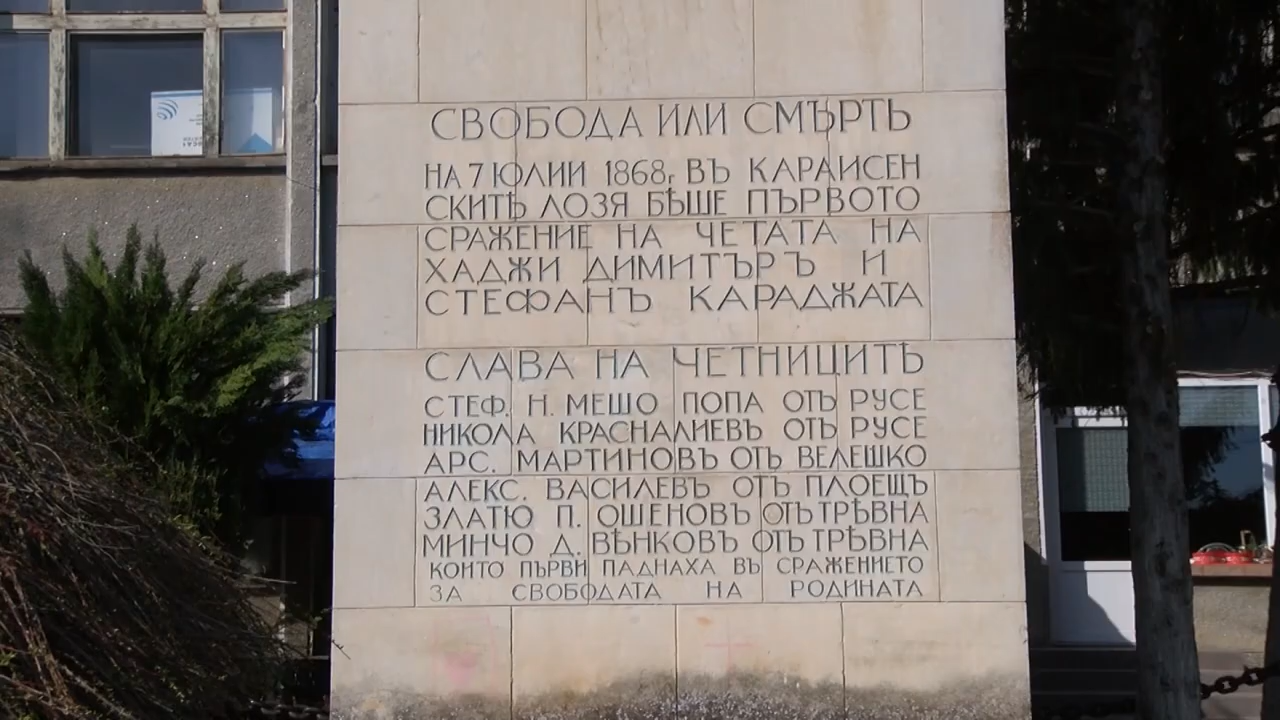 СВОБОДА ИЛИ СМЪРТЬ
НА 7 ЮЛИИ 1868 г. ВЪ КАРАИСЕН
СКИТѢ ЛОЗЯ БѢШЕ ПЪРВОТО
СРАЖЕНИЕ НА ЧЕТАТА НА
ХАДЖИ ДИМИТЪРЪ И
СТЕФАНЪ КАРАДЖАТА
СЛАВА НА ЧЕТНИЦИТѢ
СТЕФ. Н. МЕШО ПОПА ОТЪ РУСЕ
НИКОЛА КРАСНАЛИЕВЪ ОТЪ РУСЕ
АРС. МАРТИНОВЪ ОТЪ ВЕЛЕШКО
АЛЕКС. ВАСИЛЕВЪ ОТЪ ПЛОЕЩЪ
ЗЛАТЮ П. ОШЕНОВЪ ОТЪ ТРѢВНА
МИНЧО Д. ВѢНКОВЪ ОТЪ ТРѢВНА
КОИТО ПЪРВИ ПАДНАХА ВЪ СРАЖЕНИЕТО
ЗА СВОБОДАТА НА РОДИНАТА